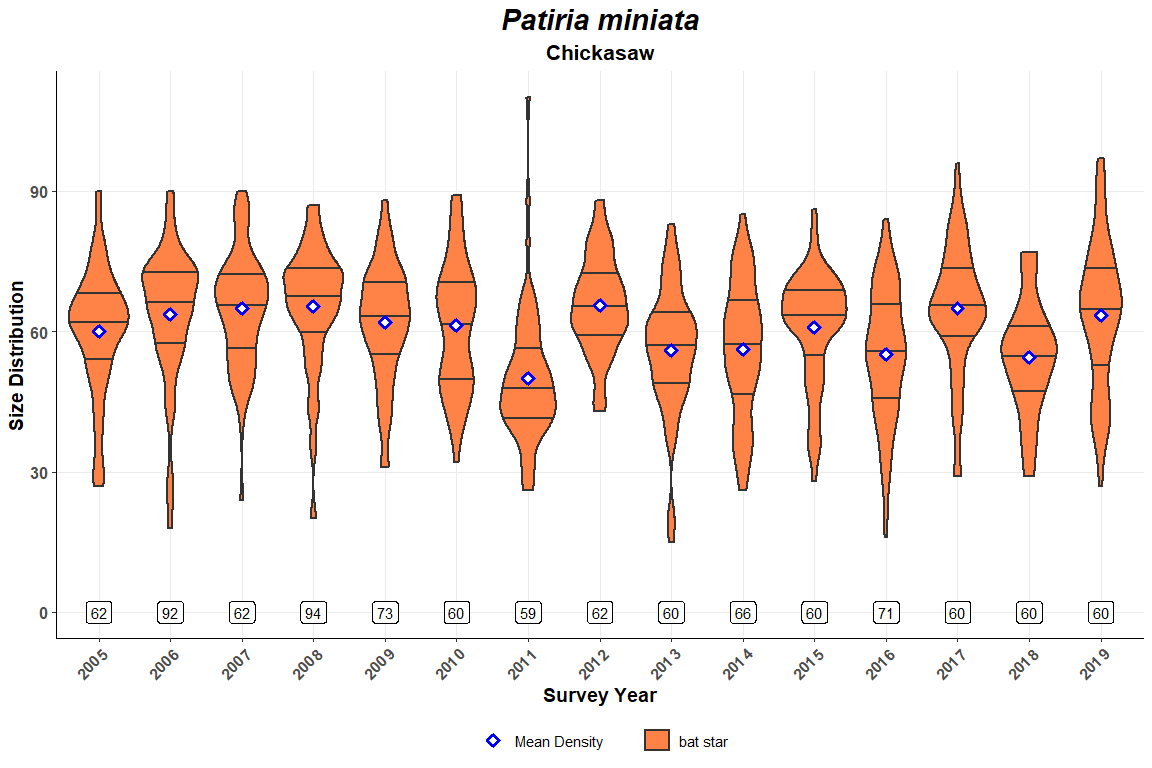 Patiria miniata
Chickasaw
Size Distribution
90
60
30
0
62 92 62 94 73 60 59 62 60 66 60 71 60 60 60
2005 2006 2007 2008 2009 2010 2011 2012 2013 2014 2015 2016 2017 2018 2019
Survey Year
Mean Density bat star